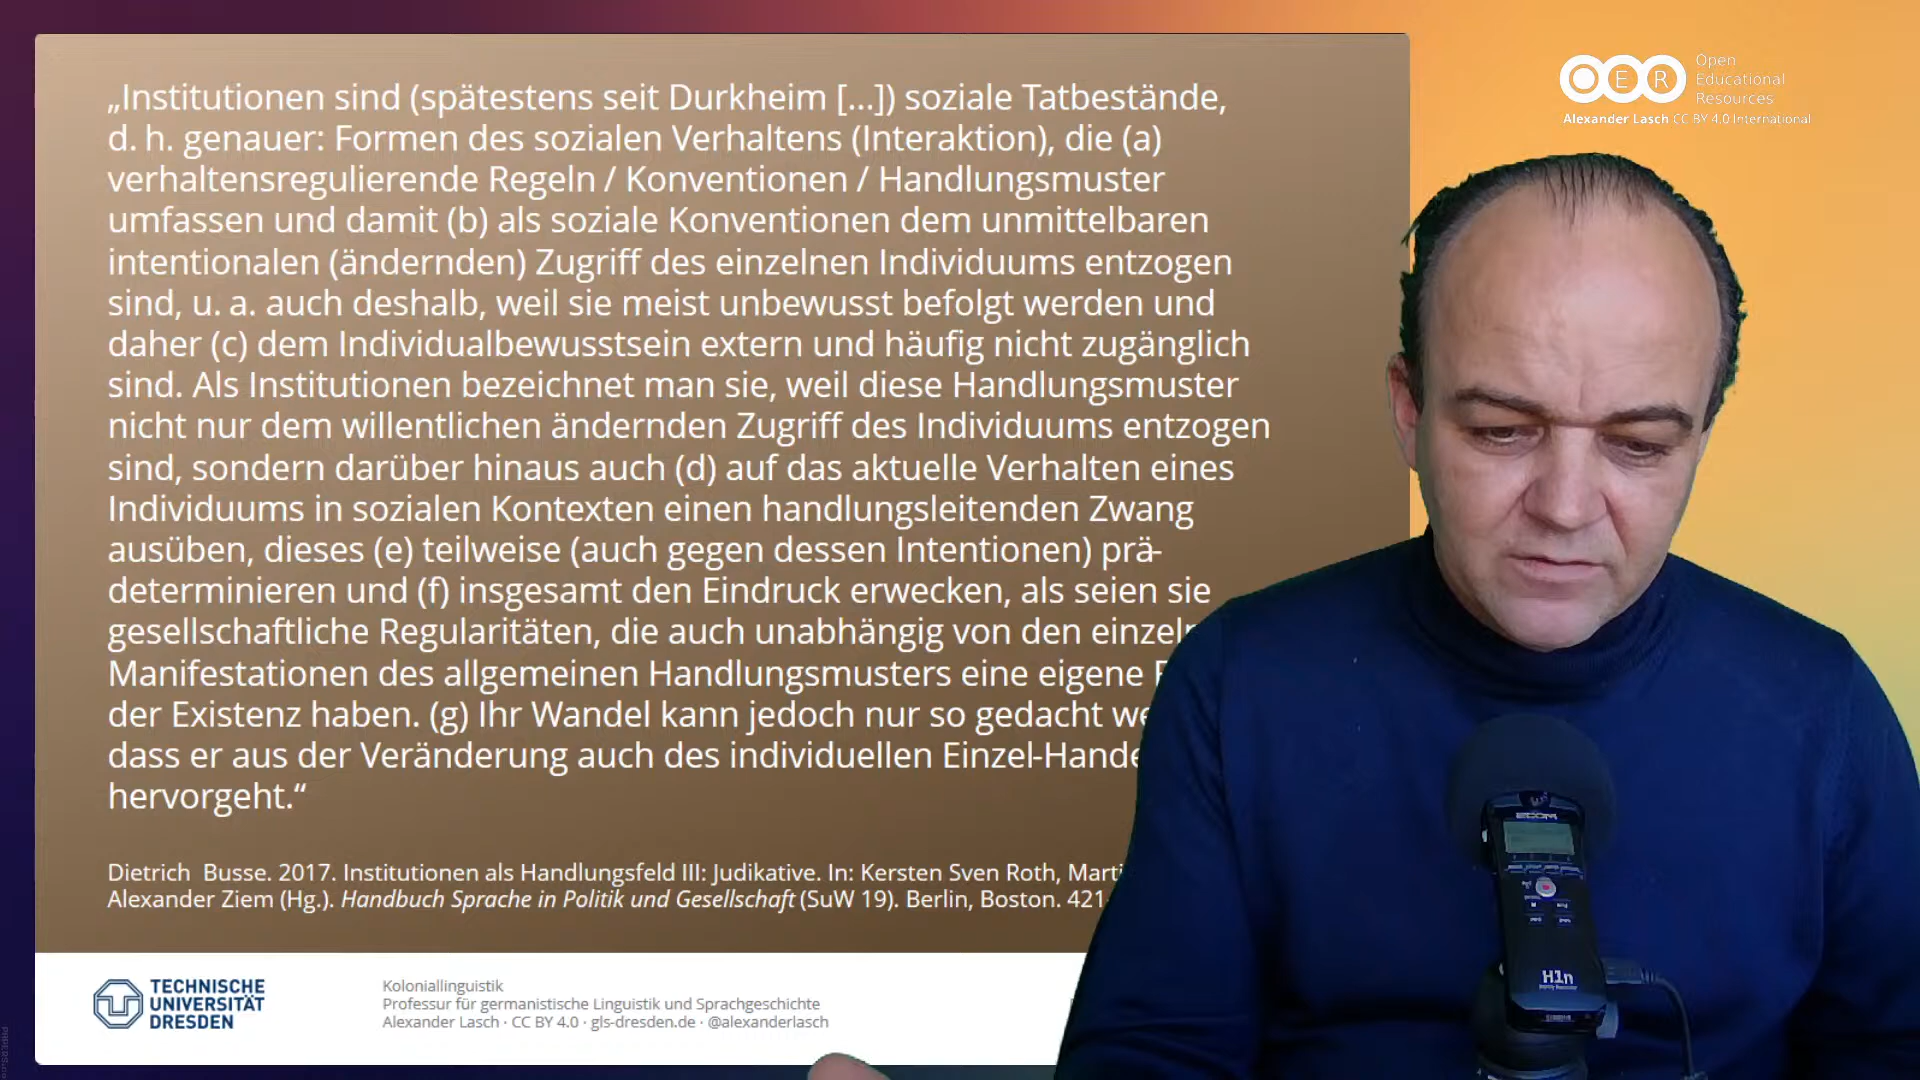 „Institutionen sind (spätestens seit Durkheim [...]) soziale Tatbestände,
d. h. genauer: Formen des sozialen Verhaltens (Interaktion), die (a)
verhaltensregulierende Regeln / Konventionen / Handlungsmuster
umfassen und damit (b) als soziale Konventionen dem unmittelbaren
intentionalen (ändernden) Zugriff des einzelnen Individuums entzogen
sind, u. a. auch deshalb, weil sie meist unbewusst befolgt werden und
daher (c) dem Individualbewusstsein extern und häufig nicht zugänglich
sind. Als Institutionen bezeichnet man sie, weil diese Handlungsmuster
nicht nur dem willentlichen ändernden Zugriff des Individuums entzogen
sind, sondern darüber hinaus auch (d) auf das aktuelle Verhalten eines
Individuums in sozialen Kontexten einen handlungsleitenden Zwang
ausüben, dieses (e) teilweise (auch gegen dessen Intentionen) prä-
determinieren und (f) insgesamt den Eindruck erwecken, als seien sie
gesellschaftliche Regularitäten, die auch unabhängig von den
Manifestationen des allgemeinen Handlungsmusters eine eigene
der Existenz haben. (g) Ihr Wandel kann jedoch nur so gedacht
dass er aus der Veränderung auch des individuellen
hervorgeht.“
Dietrich Busse. 2017. Institutionen als Handlungsfeld III: Judikative. In: Kersten Sven Roth,
Alexander Ziem (Hg.). Handbuch Sprache in Politik und Gesellschaft (SuW 19). Berlin, Boston. 421
TECHNISCHE
UNIVERSITÄT
DRESDEN
Koloniallinguistik
Professur für germanistische Linguistik und Sprachgeschichte
Alexander Lasch · CC BY 4.0 · gls-dresden.de · @alexanderlasch
OER
Open
Educational
Resources
Alexander Lasch CC BY 4.0 International
ZOOM
H1n